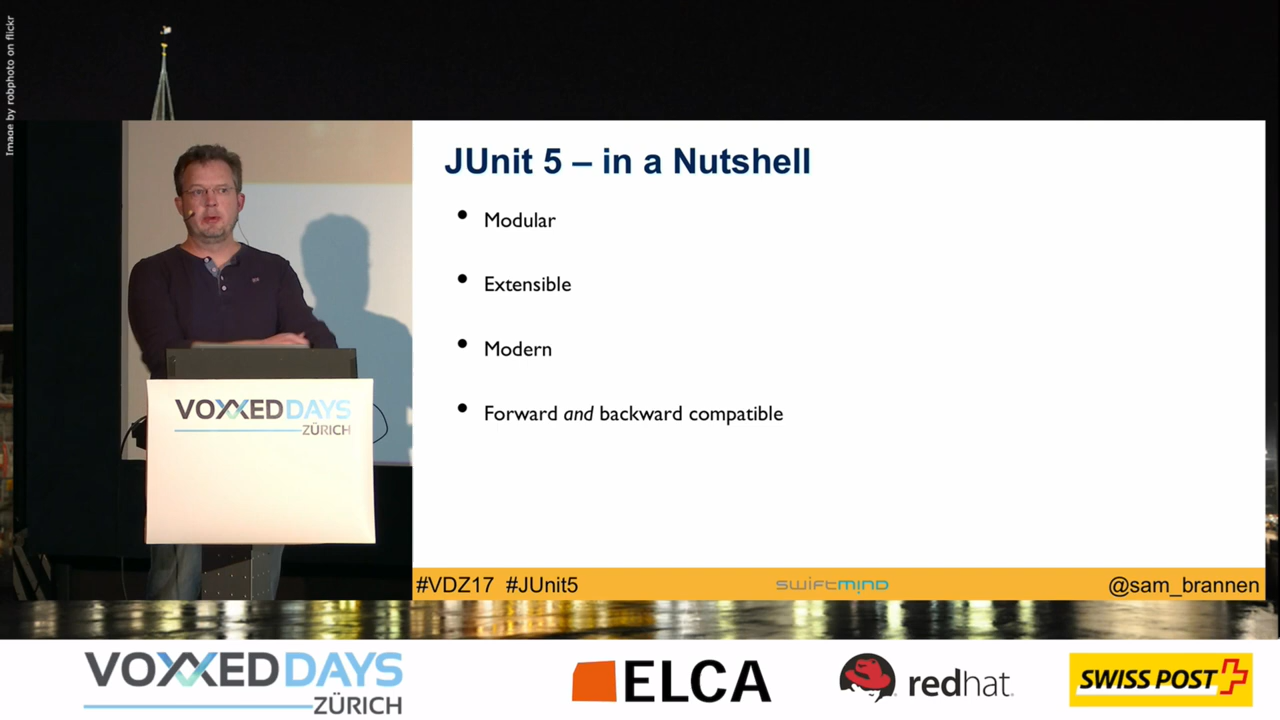 Image by robphoto on flickr
JUnit 5 – in a Nutshell
• Modular
• Extensible
• Modern
• Forward and backward compatible
VOXXED DAYS
ZÜRICH
#VDZ17 #JUnit5
swiftmind
@sam_brannen
VOXXED DAYS
ZÜRICH
ELCA
redhat.
SWISS POST